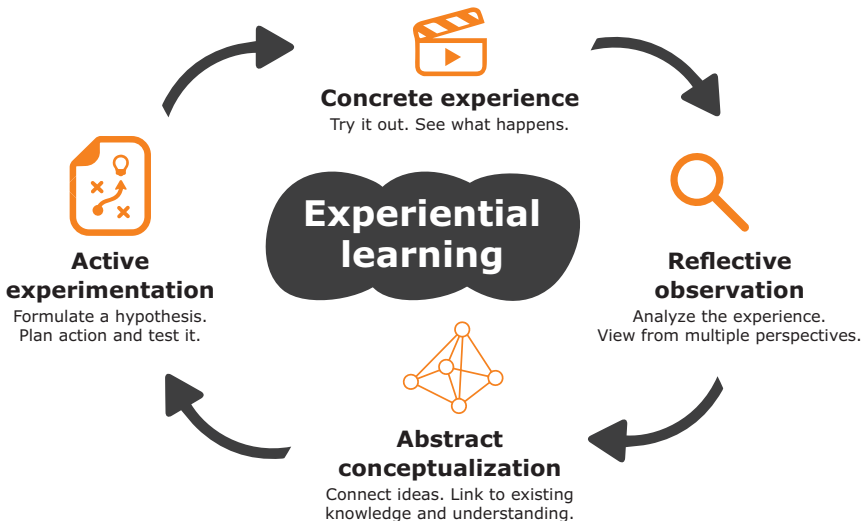 Concrete experience
Try it out. See what happens.
Experiential
learning
Reflective
observation
Analyze the experience.
View from multiple perspectives.
Abstract
conceptualization
Connect ideas. Link to existing
knowledge and understanding.
Active
experimentation
Formulate a hypothesis.
Plan action and test it.